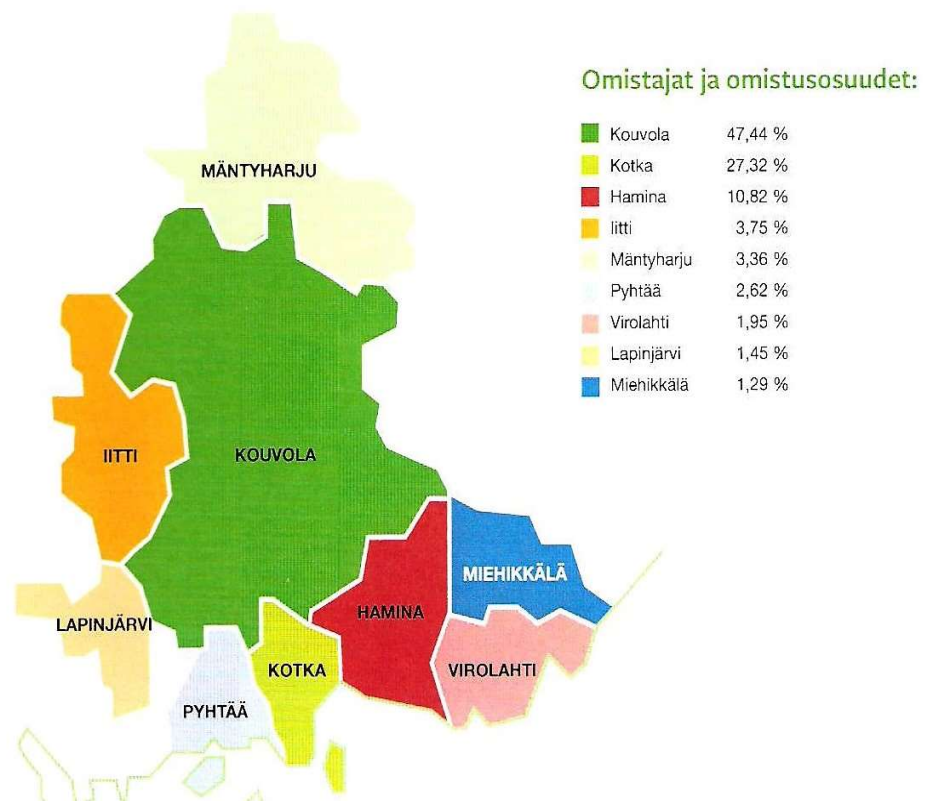 Omistajat ja omistusosuudet:
Kouvola 47,44 %
Kotka 27,32 %
Hamina 10,82 %
Iitti 3,75 %
Mäntyharju 3,36 %
Pyhtää 2,62 %
Virolahti 1,95 %
Lapinjärvi 1,45 %
Miehikkälä 1,29 %
MÄNTYHARJU
IITTI
KOUVOLA
MIEHIKKÄLÄ
HAMINA
LAPINJÄRVI
KOTKA
VIROLAHTI
PYHTÄÄ